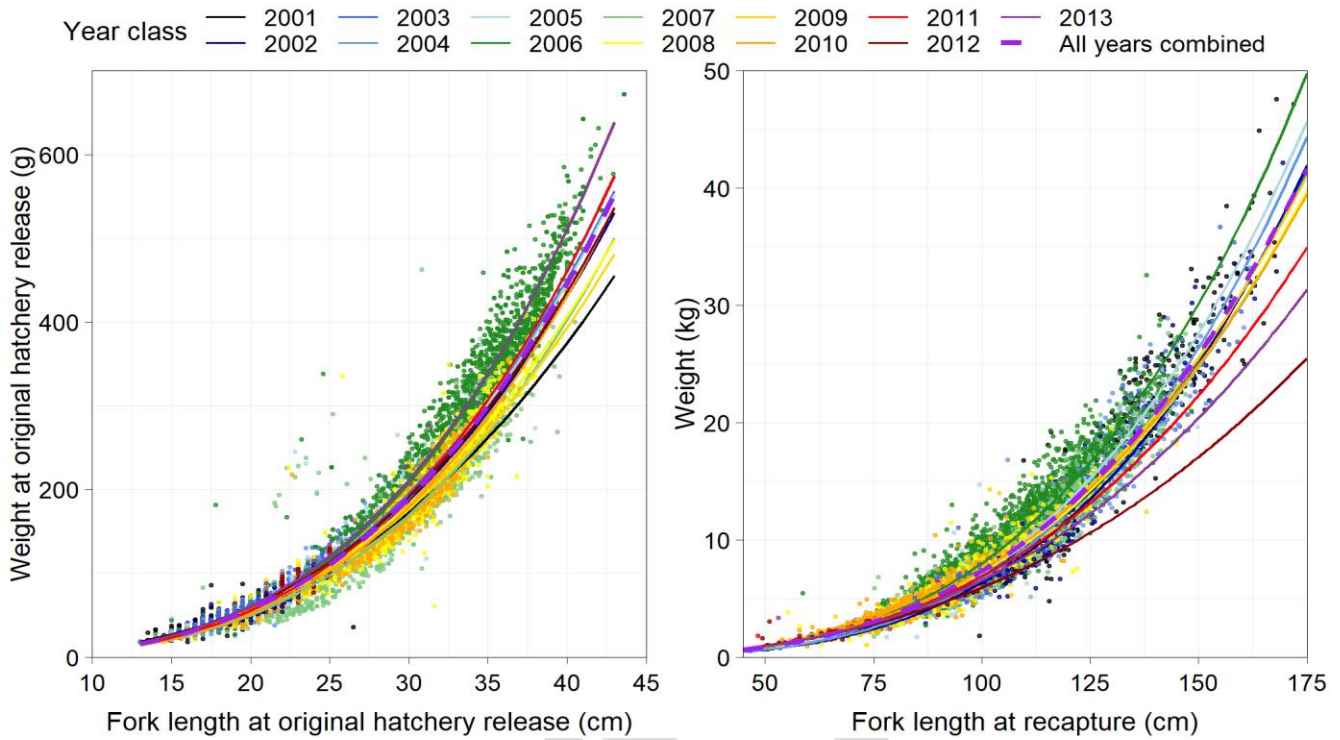 Year class 2001 2003 2005 2007 2009 2011 2013
2002 2004 2006 2008 2010 2012 All years combined
Weight at original hatchery release (g)
600
400
200
0
10 15 20 25 30 35 40 45
Fork length at original hatchery release (cm)
Weight (kg)
50
40
30
20
10
0
50 75 100 125 150 175
Fork length at recapture (cm)